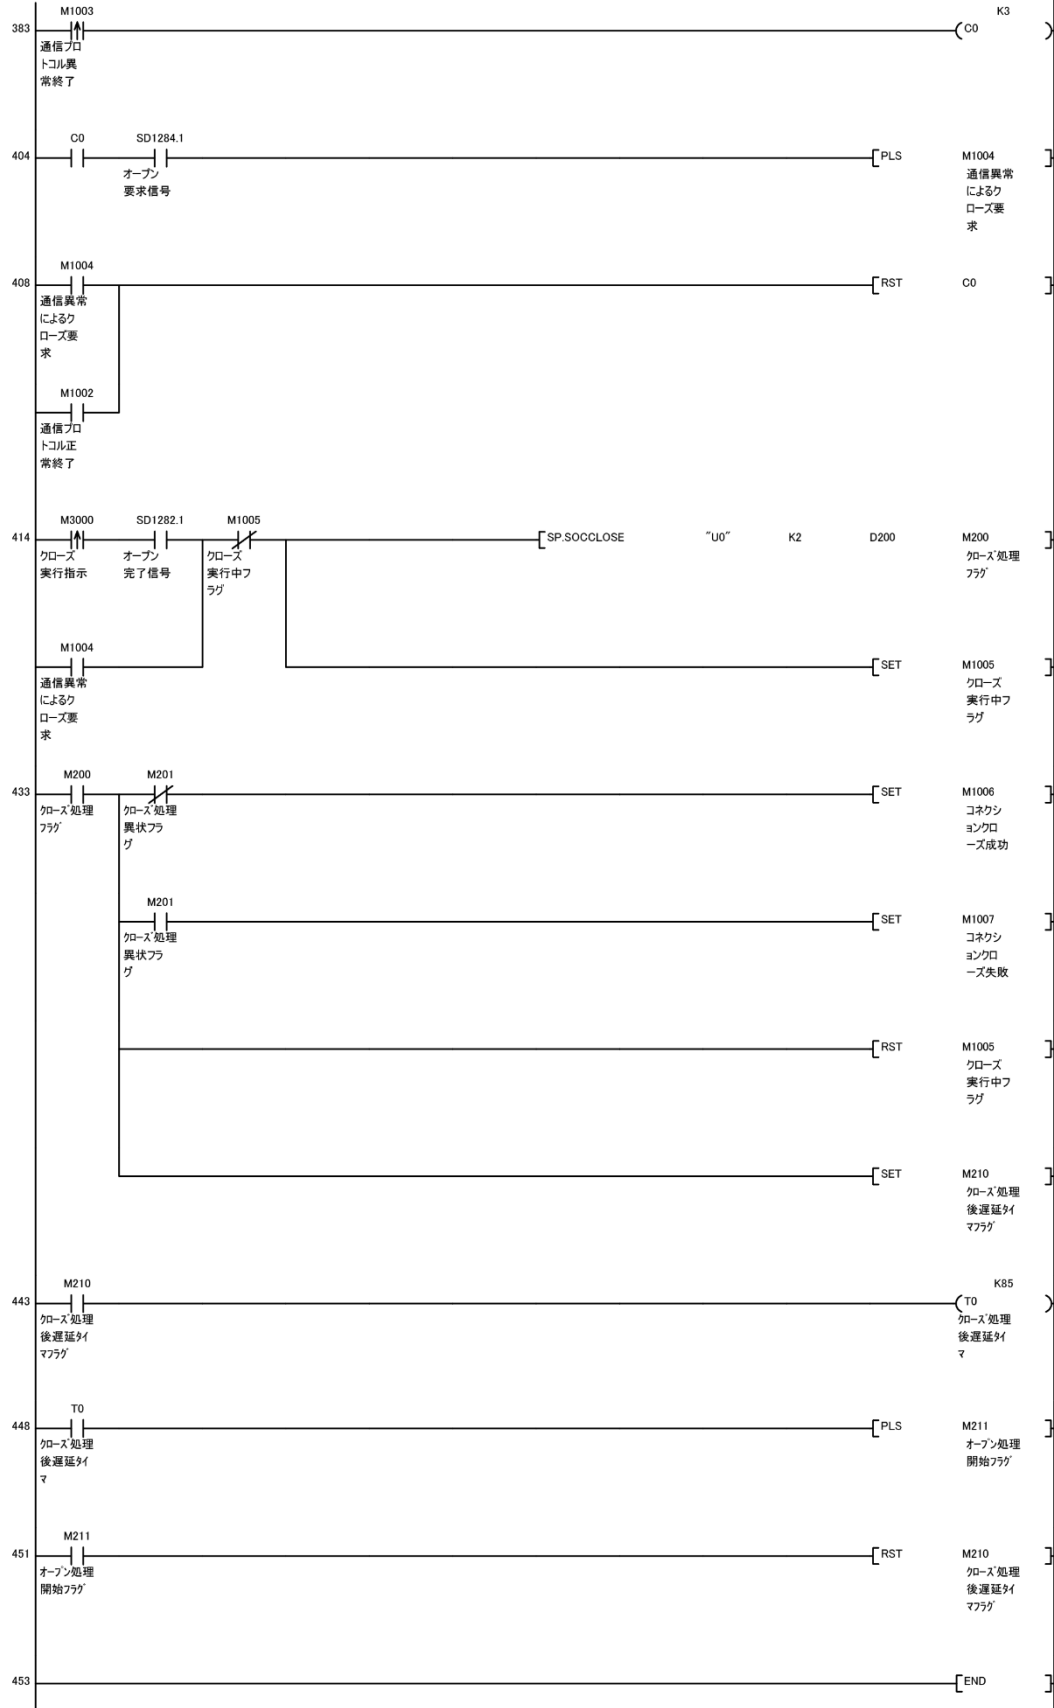 M1003 K3
383 C0
通信プロ
トコル異
常終了
C0 SD1284.1
404 PLS M1004
オープン
要求信号
通信異常
によるク
ローズ要
求
M1004
408 RST C0
通信異常
によるク
ローズ要
求
M1002
通信プロ
トコル正
常終了
M3000 SD1282.1 M1005
414 SP.SOCCLOSE "U0" K2 D200 M200
クローズ
実行指示
オープン
完了信号
クローズ
実行中フ
ラグ
クローズ処理
フラグ
M1004
SET M1005
通信異常
によるク
ローズ要
求
クローズ
実行中フ
ラグ
M200 M201
433 SET M1006
クローズ処理
フラグ
クローズ処理
異状フラ
グ
コネクシ
ョンクロ
ーズ成功
M201
SET M1007
クローズ処理
異状フラ
グ
コネクシ
ョンクロ
ーズ失敗
RST M1005
クローズ
実行中フ
ラグ
SET M210
クローズ処理
後遅延タイ
マフラグ
M210 K85
443 T0
クローズ処理
後遅延タイ
マフラグ
クローズ処理
後遅延タイ
マ
T0
448 PLS M211
クローズ処理
後遅延タイ
マ
オープン処理
開始フラグ
M211
451 RST M210
オープン処理
開始フラグ
クローズ処理
後遅延タイ
マフラグ
453 END